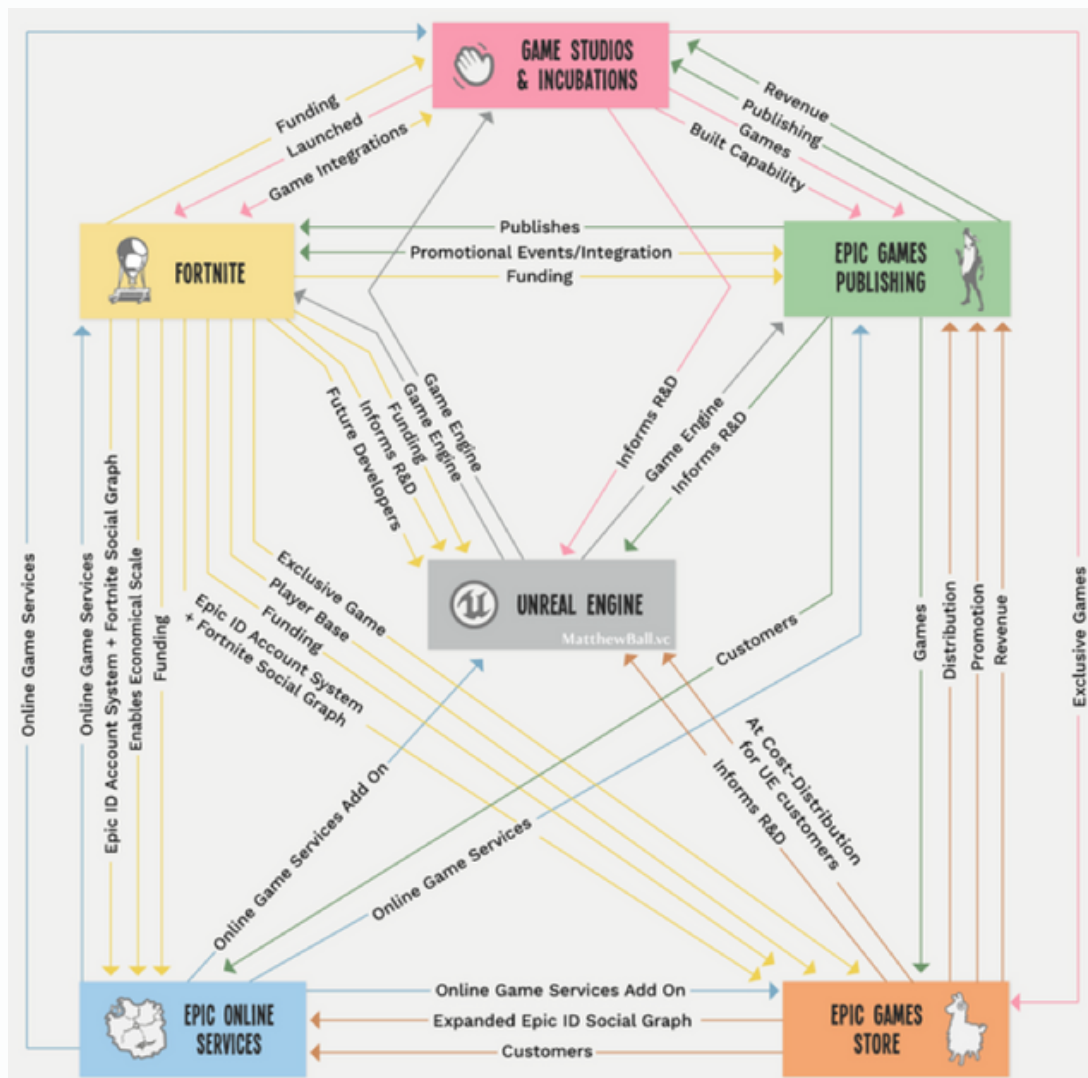 GAME STUDIOS
& INCUBATIONS
Funding
Launched
Game Integrations
Revenue
Publishing
Games
Built Capability
FORTNITE
Publishes
Promotional Events/Integration
Funding
EPIC GAMES
PUBLISHING
Game Engine
Game Engine
Funding
Informs R&D
Future Developers
Informs R&D
Game Engine
Informs R&D
UNREAL ENGINE
MatthewBall.vc
Online Game Services
Online Game Services
Epic ID Account System + Fortnite Social Graph
Enables Economical Scale
Funding
Exclusive Game
Player Base
Funding
Epic ID Account System
+ Fortnite Social Graph
Customers
Games
Distribution
Promotion
Revenue
Exclusive Games
Online Game Services Add On
Online Game Services
At Cost-Distribution
for UE customers
Informs R&D
EPIC ONLINE
SERVICES
Online Game Services Add On
Expanded Epic ID Social Graph
Customers
EPIC GAMES
STORE